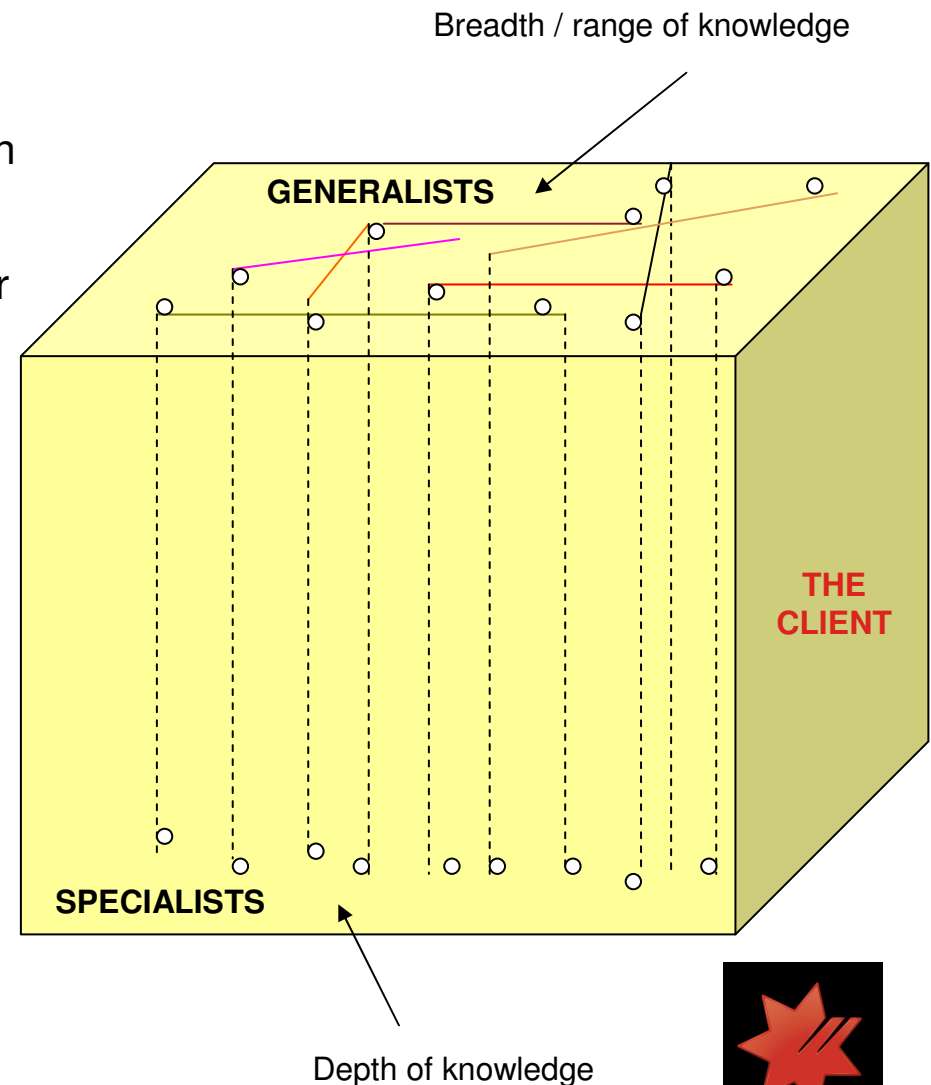 Breadth / range of knowledge
n
GENERALISTS
r
THE
CLIENT
SPECIALISTS
Depth of knowledge